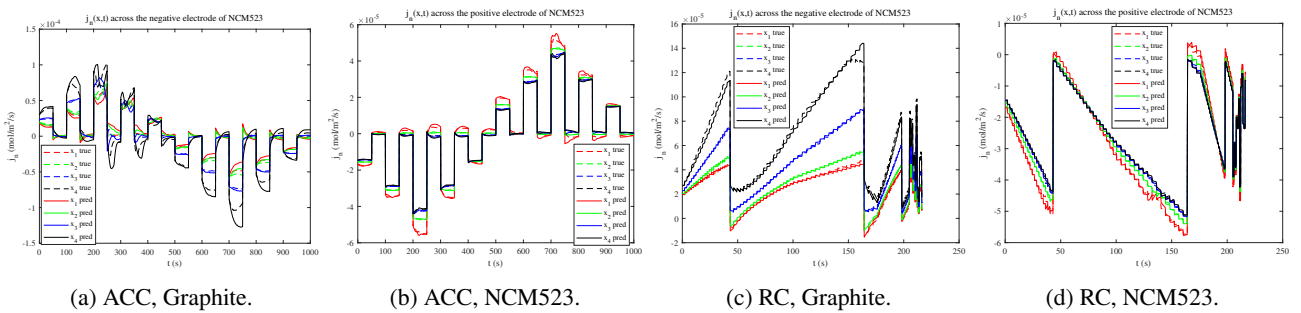 j_n(x,t) across the negative electrode of NCM523
×10^-4
j_n (mol/m^2/s)
1.5
1
0.5
0
-0.5
-1
-1.5
x_1 true
x_2 true
x_3 true
x_4 true
x_1 pred
x_2 pred
x_3 pred
x_4 pred
0 100 200 300 400 500 600 700 800 900 1000
t (s)
(a) ACC, Graphite.
j_n(x,t) across the positive electrode of NCM523
×10^-5
j_n (mol/m^2/s)
6
4
2
0
-2
-4
-6
x_1 true
x_2 true
x_3 true
x_4 true
x_1 pred
x_2 pred
x_3 pred
x_4 pred
0 100 200 300 400 500 600 700 800 900 1000
t (s)
(b) ACC, NCM523.
j_n(x,t) across the negative electrode of NCM523
16 ×10^-5
j_n (mol/m^2/s)
14
12
10
8
6
4
2
0
-2
x_1 true
x_2 true
x_3 true
x_4 true
x_1 pred
x_2 pred
x_3 pred
x_4 pred
0 50 100 150 200 250
t (s)
(c) RC, Graphite.
j_n(x,t) across the positive electrode of NCM523
1 ×10^-5
j_n (mol/m^2/s)
0
-1
-2
-3
-4
-5
-6
x_1 true
x_2 true
x_3 true
x_4 true
x_1 pred
x_2 pred
x_3 pred
x_4 pred
0 50 100 150 200 250
t (s)
(d) RC, NCM523.